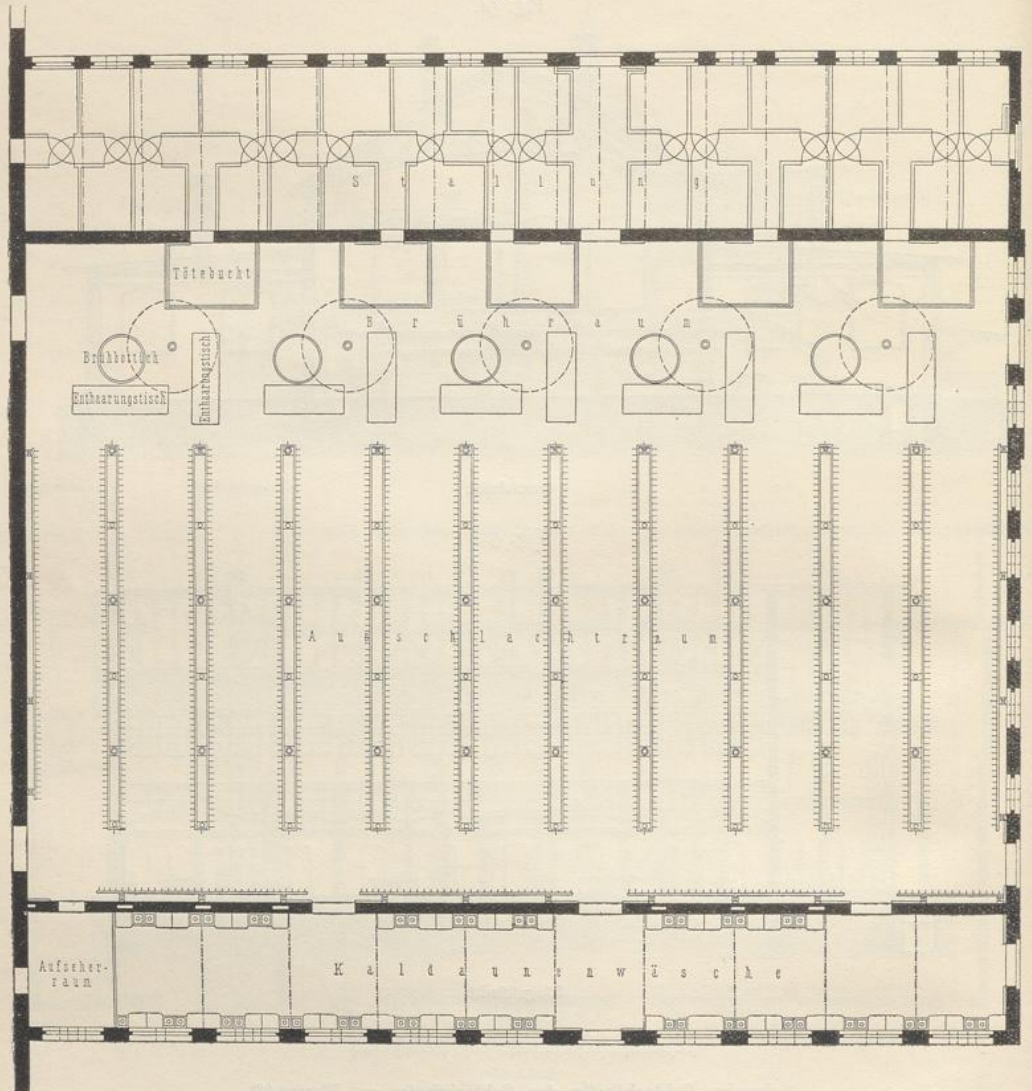 Stallung
Tötebucht
Brühraum
Brühbottich
Enthaarungstisch
Enthaarungstisch
Ausschlachtraum
Aufseher-
raum
Kaldaunenwäsche